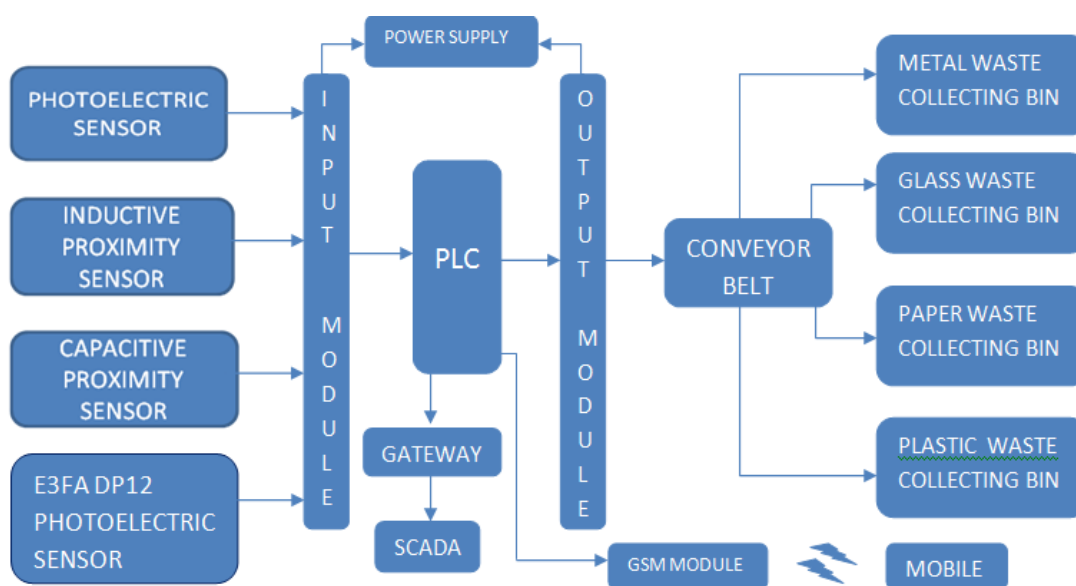 POWER SUPPLY
PHOTOELECTRIC
SENSOR
INDUCTIVE
PROXIMITY
SENSOR
CAPACITIVE
PROXIMITY
SENSOR
E3FA DP12
PHOTOELECTRIC
SENSOR
INPUT MODULE
PLC
GATEWAY
SCADA
OUTPUT MODULE
GSM MODULE
MOBILE
CONVEYOR
BELT
METAL WASTE
COLLECTING BIN
GLASS WASTE
COLLECTING BIN
PAPER WASTE
COLLECTING BIN
PLASTIC WASTE
COLLECTING BIN